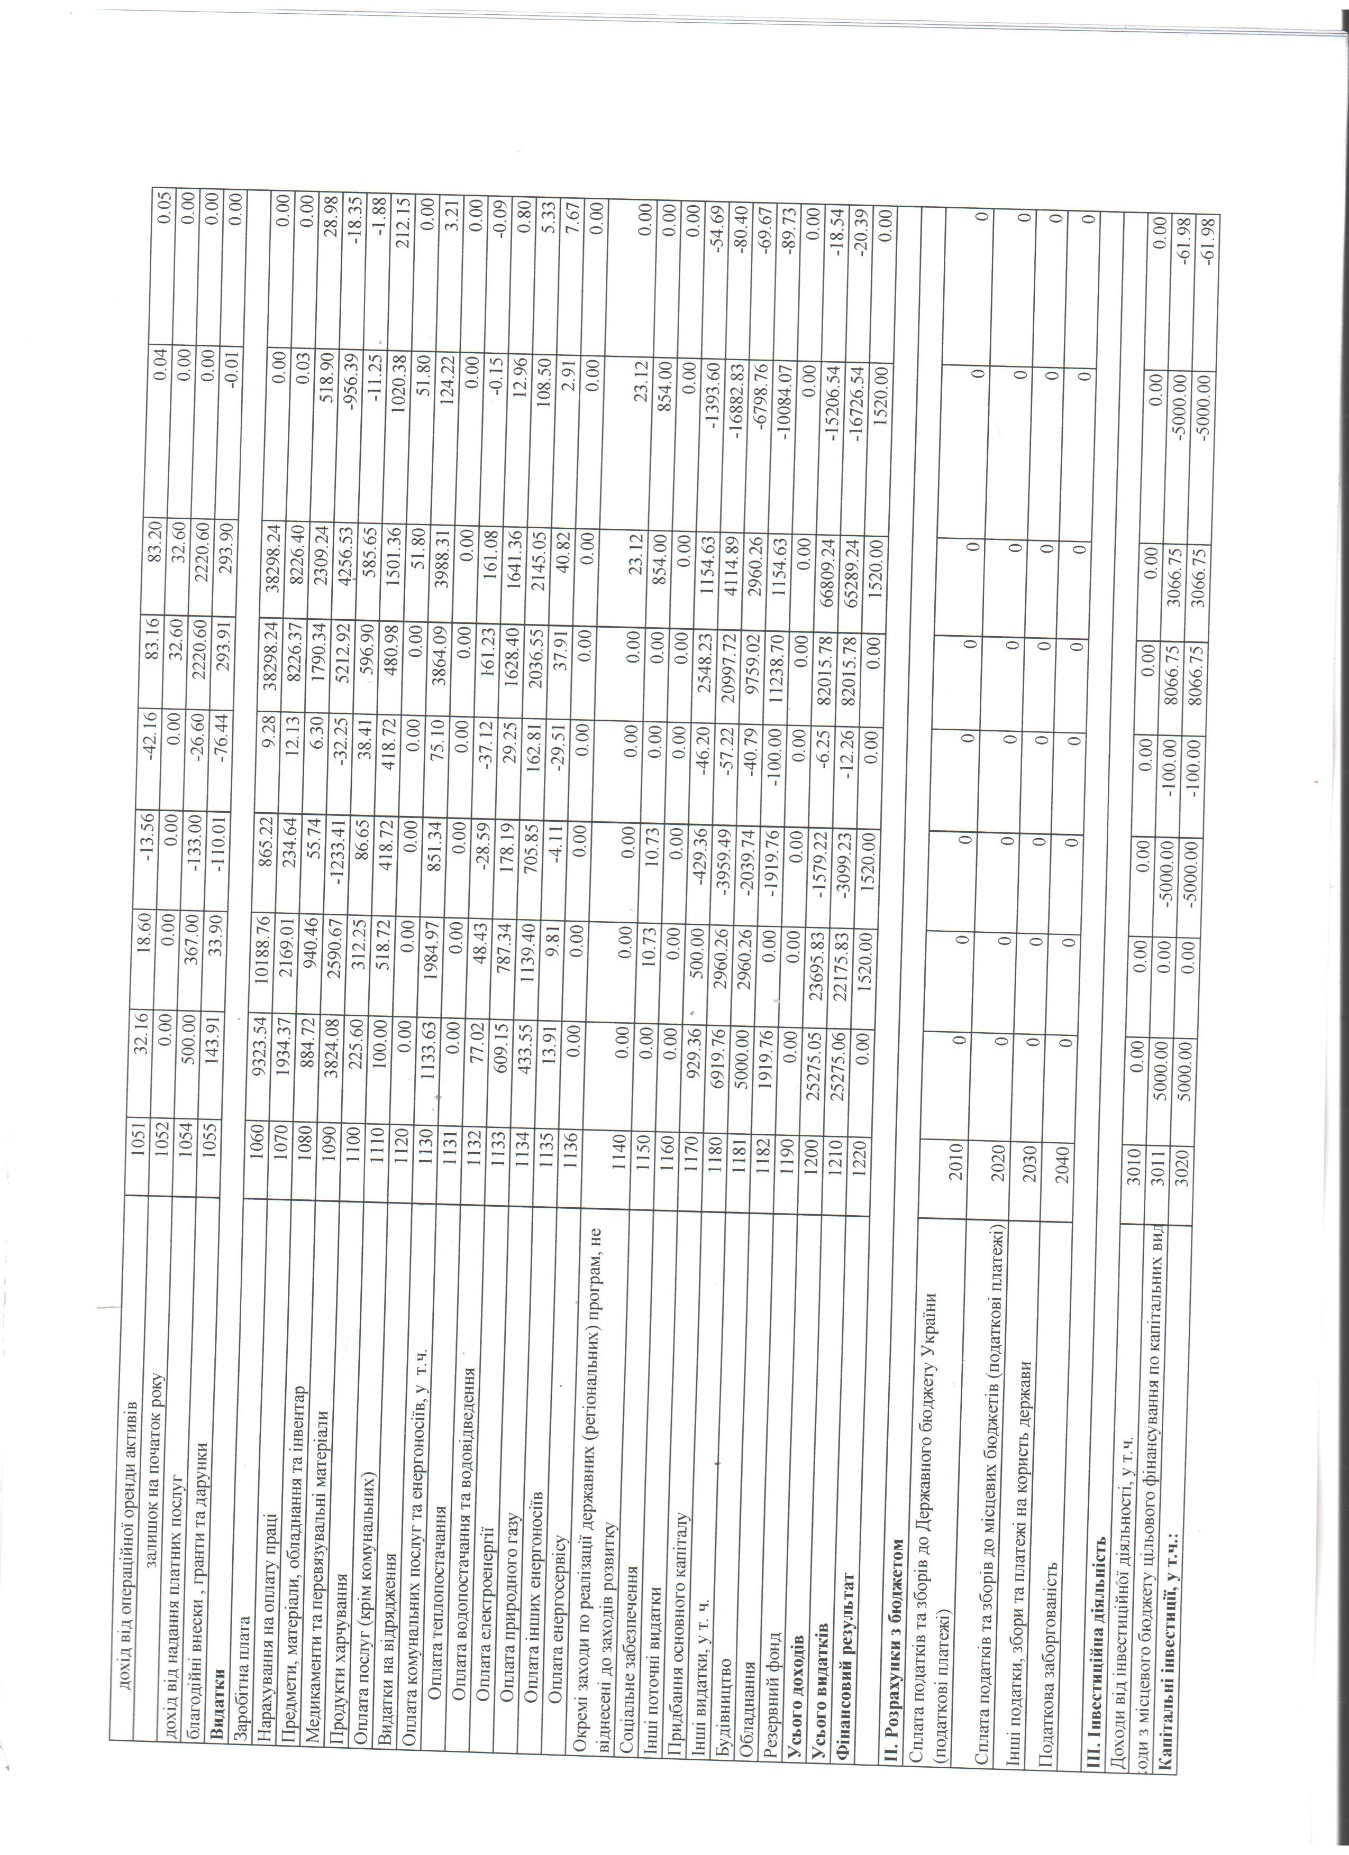 дохід від операційної оренди активів 1051 32.16 18.60 -13.56 -42.16 83.16 83.20 0.04 0.05
залишок на початок року 1052 0.00 0.00 0.00 0.00 32.60 32.60 0.00 0.00
дохід від надання платних послуг 1054 500.00 367.00 -133.00 -26.60 2220.60 2220.60 0.00 0.00
благодійні внески , гранти та дарунки 1055 143.91 33.90 -110.01 -76.44 293.91 293.90 -0.01 0.00
Видатки
Заробітна плата 1060 9323.54 10188.76 865.22 9.28 38298.24 38298.24 0.00 0.00
Нарахування на оплату праці 1070 1934.37 2169.01 234.64 12.13 8226.37 8226.40 0.03 0.00
Предмети, матеріали, обладнання та інвентар 1080 884.72 940.46 55.74 6.30 1790.34 2309.24 518.90 28.98
Медикаменти та перевязувальні матеріали 1090 3824.08 2590.67 -1233.41 -32.25 5212.92 4256.53 -956.39 -18.35
Продукти харчування 1100 225.60 312.25 86.65 38.41 596.90 585.65 -11.25 -1.88
Оплата послуг (крім комунальних) 1110 100.00 518.72 418.72 418.72 480.98 1501.36 1020.38 212.15
Видатки на відрядження 1120 0.00 0.00 0.00 0.00 0.00 51.80 51.80 0.00
Оплата комунальних послуг та енергоносіїв, у т.ч. 1130 1133.63 1984.97 851.34 75.10 3864.09 3988.31 124.22 3.21
Оплата теплопостачання 1131 0.00 0.00 0.00 0.00 0.00 0.00 0.00 0.00
Оплата водопостачання та водовідведення 1132 77.02 48.43 -28.59 -37.12 161.23 161.08 -0.15 -0.09
Оплата електроенергії 1133 609.15 787.34 178.19 29.25 1628.40 1641.36 12.96 0.80
Оплата природного газу 1134 433.55 1139.40 705.85 162.81 2036.55 2145.05 108.50 5.33
Оплата інших енергоносіїв 1135 13.91 9.81 -4.11 -29.51 37.91 40.82 2.91 7.67
Оплата енергосервісу 1136 0.00 0.00 0.00 0.00 0.00 0.00 0.00 0.00
Окремі заходи по реалізації державних (регіональних) програм, не
віднесені до заходів розвитку 1140 0.00 0.00 0.00 0.00 0.00 23.12 23.12 0.00
Соціальне забезпечення 1150 0.00 10.73 10.73 0.00 0.00 854.00 854.00 0.00
Інші поточні видатки 1160 0.00 0.00 0.00 0.00 0.00 0.00 0.00 0.00
Придбання основного капіталу 1170 929.36 500.00 -429.36 -46.20 2548.23 1154.63 -1393.60 -54.69
Інші видатки, у т. ч. 1180 6919.76 2960.26 -3959.49 -57.22 20997.72 4114.89 -16882.83 -80.40
Будівництво 1181 5000.00 2960.26 -2039.74 -40.79 9759.02 2960.26 -6798.76 -69.67
Обладнання 1182 1919.76 0.00 -1919.76 -100.00 11238.70 1154.63 -10084.07 -89.73
Резервний фонд 1190 0.00 0.00 0.00 0.00 0.00 0.00 0.00 0.00
Усього доходів 1200 25275.05 23695.83 -1579.22 -6.25 82015.78 66809.24 -15206.54 -18.54
Усього видатків 1210 25275.06 22175.83 -3099.23 -12.26 82015.78 65289.24 -16726.54 -20.39
Фінансовий результат 1220 0.00 1520.00 1520.00 0.00 0.00 1520.00 1520.00 0.00
II. Розрахунки з бюджетом
Сплата податків та зборів до Державного бюджету України
(податкові платежі) 2010 0 0 0 0 0 0 0 0
Сплата податків та зборів до місцевих бюджетів (податкові платежі) 2020 0 0 0 0 0 0 0 0
Інші податки, збори та платежі на користь держави 2030 0 0 0 0 0 0 0 0
Податкова заборгованість 2040 0 0 0 0 0 0 0 0
III. Інвестиційна діяльність
Доходи від інвестиційної діяльності, у т.ч. 3010 0.00 0.00 0.00 0.00 0.00 0.00 0.00 0.00
оди з місцевого бюджету цільового фінансування по капітальних вид 3011 5000.00 0.00 -5000.00 -100.00 8066.75 3066.75 -5000.00 -61.98
Капітальні інвестиції, у т.ч.: 3020 5000.00 0.00 -5000.00 -100.00 8066.75 3066.75 -5000.00 -61.98